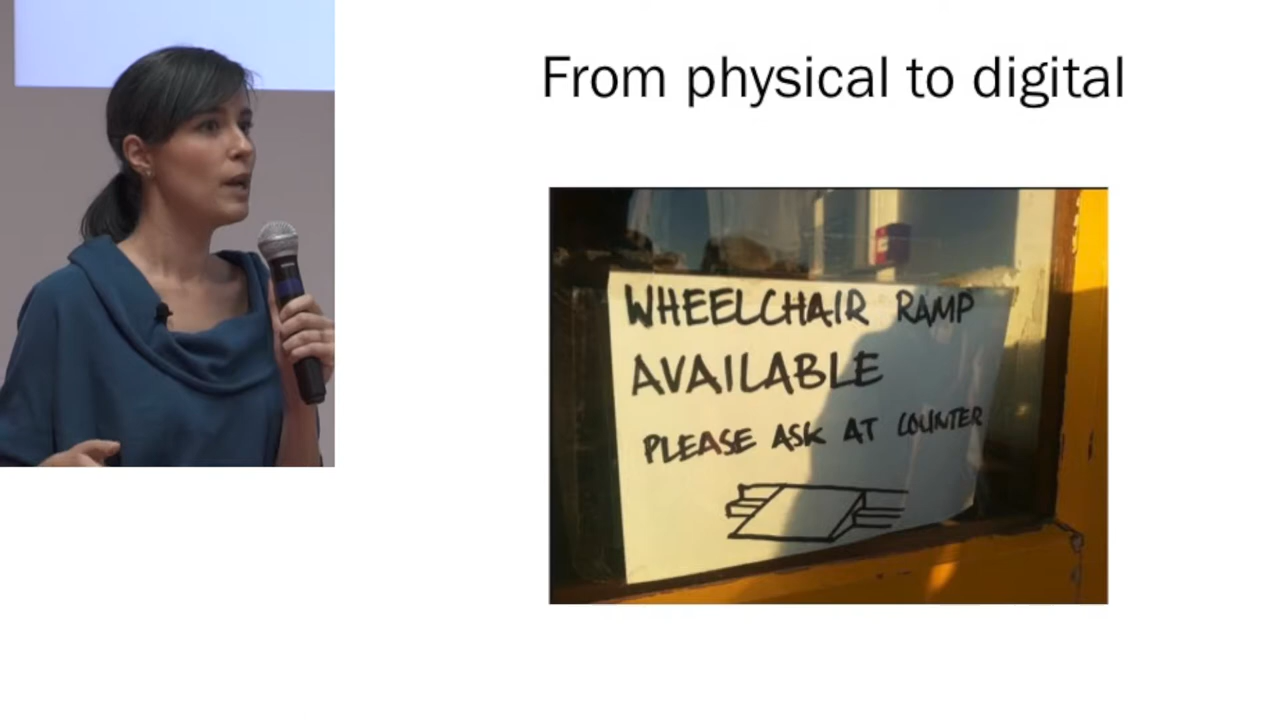 From physical to digital
WHEELCHAIR RAMP
AVAILABLE
PLEASE ASK AT COUNTER